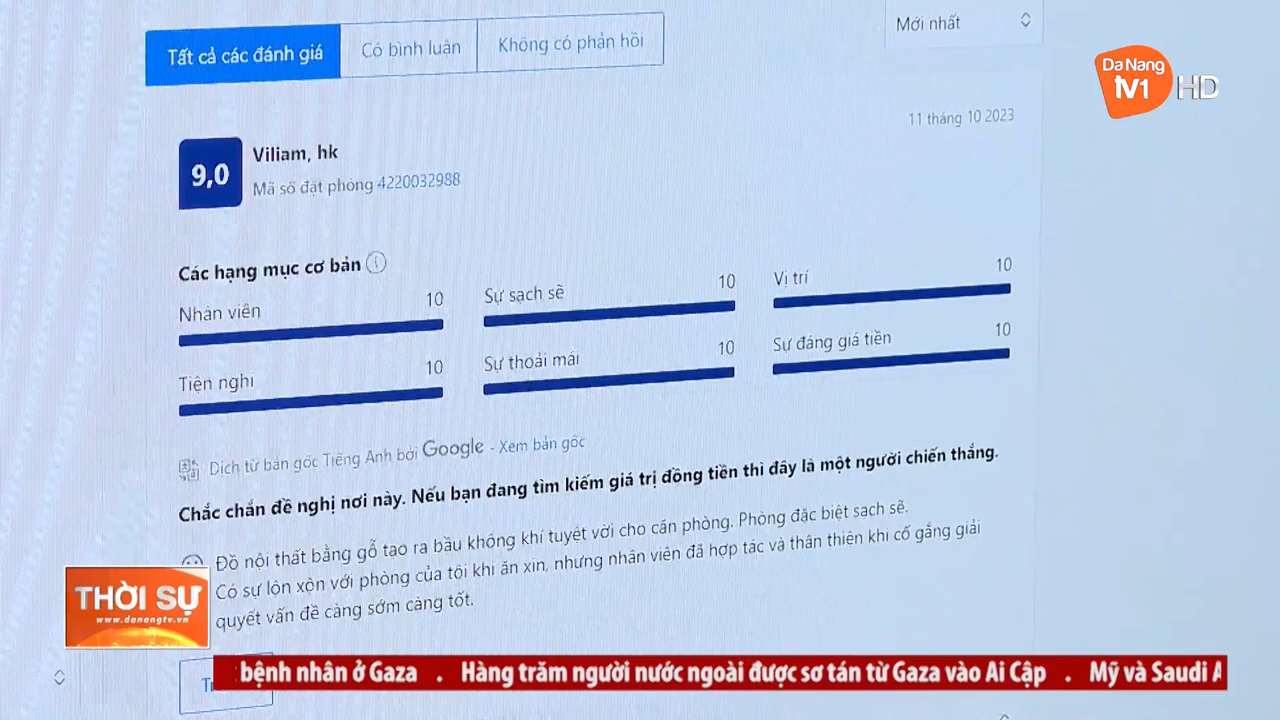 Tất cả các đánh giá
Có bình luận
Không có phản hồi
Mới nhất
Da Nang
TV1 HD
11 tháng 10 2023
9,0
Viliam, hk
Mã số đặt phòng 4220032988
Các hạng mục cơ bản
Nhân viên 10
Sự sạch sẽ 10
Vị trí 10
Tiện nghi 10
Sự thoải mái 10
Sự đáng giá tiền 10
Dịch từ bản gốc Tiếng Anh bởi Google - Xem bản gốc
Chắc chắn đề nghị nơi này. Nếu bạn đang tìm kiếm giá trị đồng tiền thì đây là một người chiến thắng.
Đồ nội thất bằng gỗ tạo ra bầu không khí tuyệt vời cho căn phòng. Phòng đặc biệt sạch sẽ.
Có sự lộn xộn với phòng của tôi khi ăn xin, nhưng nhân viên đã hợp tác và thân thiện khi cố gắng giải
quyết vấn đề càng sớm càng tốt.
THỜI SỰ
www.danangtv.vn
bệnh nhân ở Gaza . Hàng trăm người nước ngoài được sơ tán từ Gaza vào Ai Cập . Mỹ và Saudi A